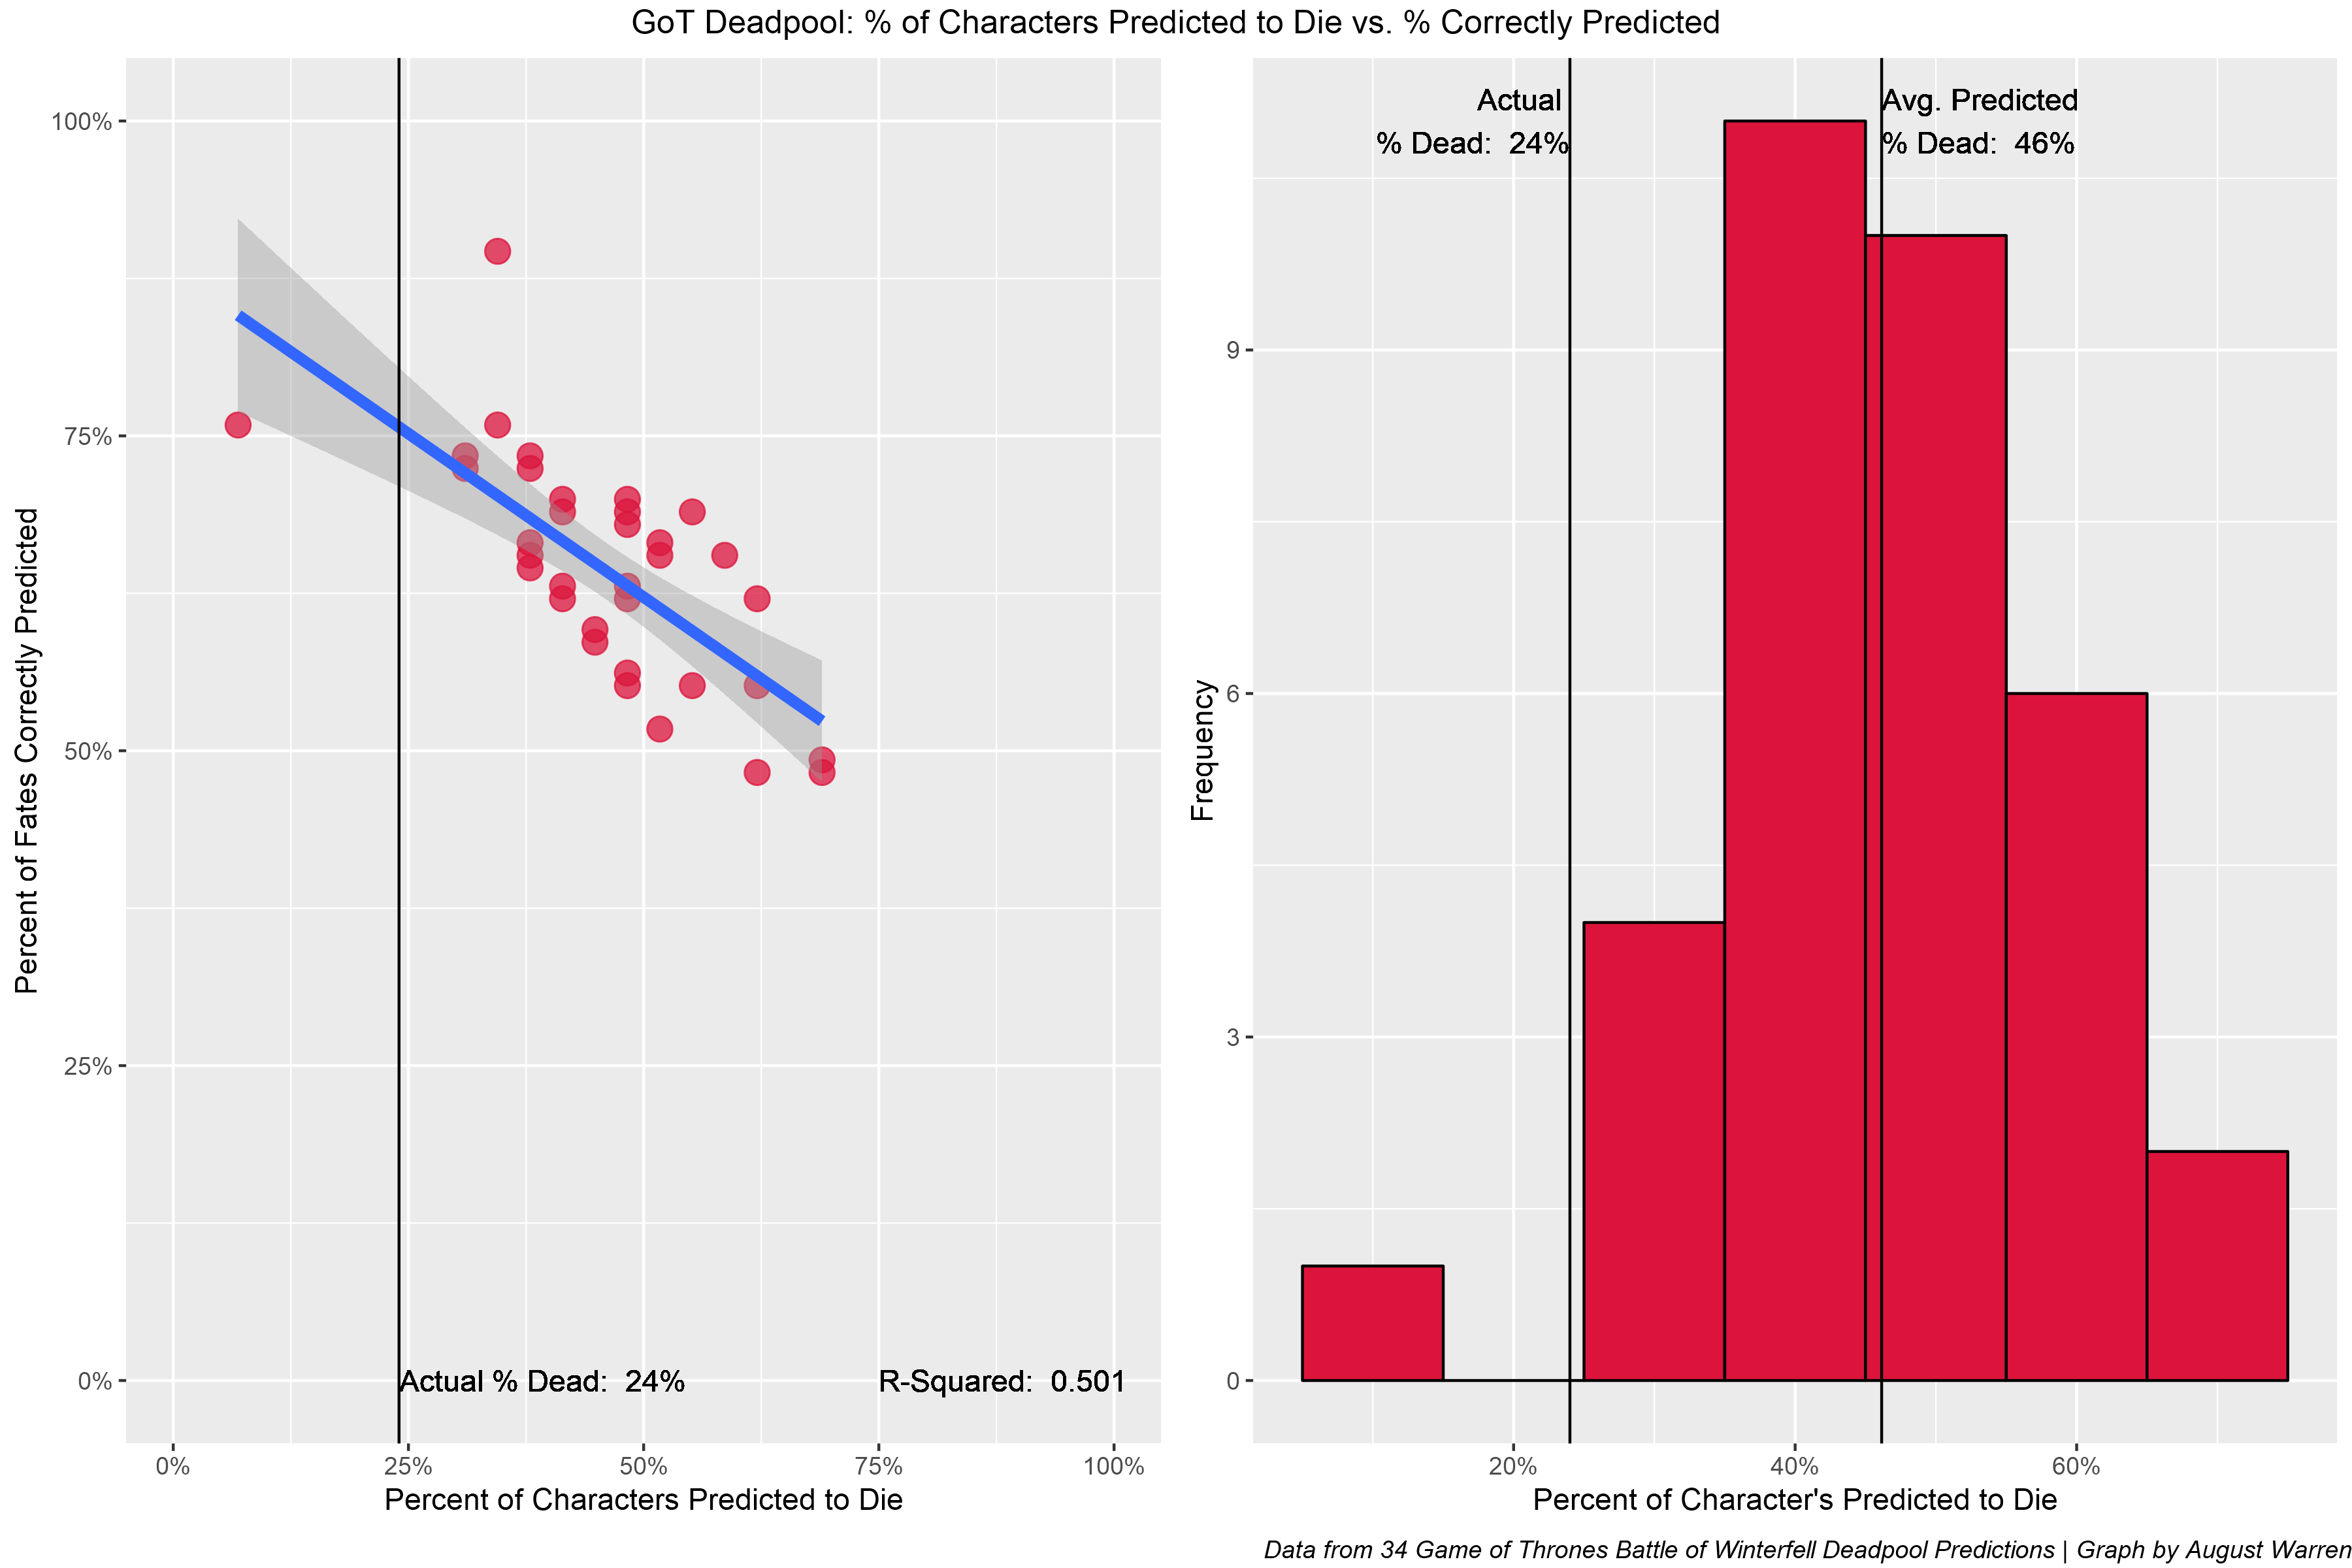 GoT Deadpool: % of Characters Predicted to Die vs. % Correctly Predicted
Percent of Fates Correctly Predicted
100%
75%
50%
25%
0%
Actual % Dead:  24%
R-Squared:  0.501
0%
25%
50%
75%
100%
Percent of Characters Predicted to Die
Frequency
9
6
3
0
Actual
% Dead:  24%
Avg. Predicted
% Dead:  46%
20%
40%
60%
Percent of Character's Predicted to Die
Data from 34 Game of Thrones Battle of Winterfell Deadpool Predictions | Graph by August Warren